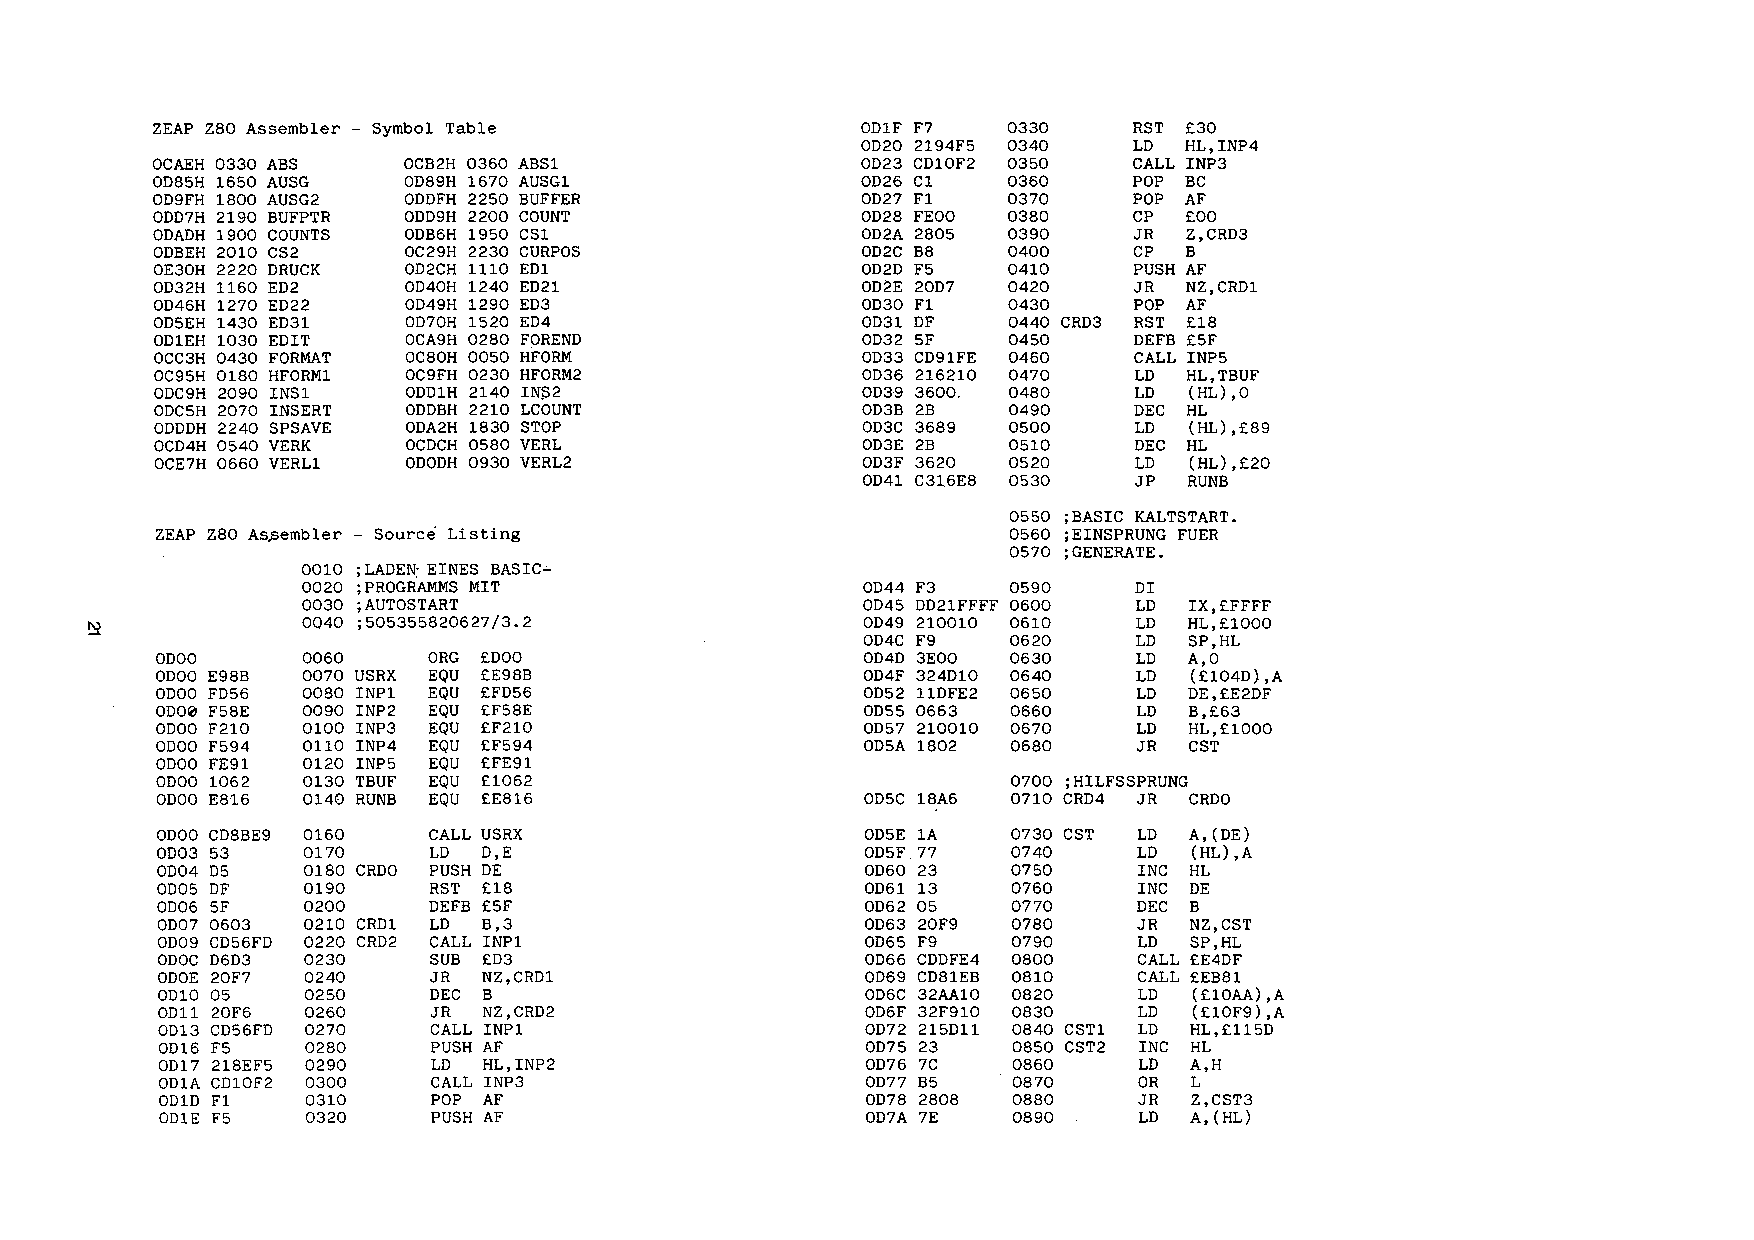 ZEAP Z80 Assembler - Symbol Table
0CAEH 0330 ABS 0CB2H 0360 ABS1
0D85H 1650 AUSG 0D89H 1670 AUSG1
0D9FH 1800 AUSG2 0DDFH 2250 BUFFER
0DD7H 2190 BUFPTR 0DD9H 2200 COUNT
0DADH 1900 COUNTS 0DB6H 1950 CS1
0DBEH 2010 CS2 0C29H 2230 CURPOS
0E30H 2220 DRUCK 0D2CH 1110 ED1
0D32H 1160 ED2 0D40H 1240 ED21
0D46H 1270 ED22 0D49H 1290 ED3
0D5EH 1430 ED31 0D70H 1520 ED4
0D1EH 1030 EDIT 0CA9H 0280 FOREND
0CC3H 0430 FORMAT 0C80H 0050 HFORM
0C95H 0180 HFORM1 0C9FH 0230 HFORM2
0DC9H 2090 INS1 0DD1H 2140 INS2
0DC5H 2070 INSERT 0DDBH 2210 LCOUNT
0DDDH 2240 SPSAVE 0DA2H 1830 STOP
0CD4H 0540 VERK 0CDCH 0580 VERL
0CE7H 0660 VERL1 0D0DH 0930 VERL2
ZEAP Z80 Assembler - Source Listing
0010 ;LADEN EINES BASIC-
0020 ;PROGRAMMS MIT
0030 ;AUTOSTART
0040 ;505355820627/3.2
0D00 0060 ORG £D00
0D00 E98B 0070 USRX EQU £E98B
0D00 FD56 0080 INP1 EQU £FD56
0D00 F58E 0090 INP2 EQU £F58E
0D00 F210 0100 INP3 EQU £F210
0D00 F594 0110 INP4 EQU £F594
0D00 FE91 0120 INP5 EQU £FE91
0D00 1062 0130 TBUF EQU £1062
0D00 E816 0140 RUNB EQU £E816
0D00 CD8BE9 0160 CALL USRX
0D03 53 0170 LD D,E
0D04 D5 0180 CRD0 PUSH DE
0D05 DF 0190 RST £18
0D06 5F 0200 DEFB £5F
0D07 0603 0210 CRD1 LD B,3
0D09 CD56FD 0220 CRD2 CALL INP1
0D0C D6D3 0230 SUB £D3
0D0E 20F7 0240 JR NZ,CRD1
0D10 05 0250 DEC B
0D11 20F6 0260 JR NZ,CRD2
0D13 CD56FD 0270 CALL INP1
0D16 F5 0280 PUSH AF
0D17 218EF5 0290 LD HL,INP2
0D1A CD10F2 0300 CALL INP3
0D1D F1 0310 POP AF
0D1E F5 0320 PUSH AF
21
0D1F F7 0330 RST £30
0D20 2194F5 0340 LD HL,INP4
0D23 CD10F2 0350 CALL INP3
0D26 C1 0360 POP BC
0D27 F1 0370 POP AF
0D28 FE00 0380 CP £00
0D2A 2805 0390 JR Z,CRD3
0D2C B8 0400 CP B
0D2D F5 0410 PUSH AF
0D2E 20D7 0420 JR NZ,CRD1
0D30 F1 0430 POP AF
0D31 DF 0440 CRD3 RST £18
0D32 5F 0450 DEFB £5F
0D33 CD91FE 0460 CALL INP5
0D36 216210 0470 LD HL,TBUF
0D39 3600 0480 LD (HL),0
0D3B 2B 0490 DEC HL
0D3C 3689 0500 LD (HL),£89
0D3E 2B 0510 DEC HL
0D3F 3620 0520 LD (HL),£20
0D41 C316E8 0530 JP RUNB
0550 ;BASIC KALTSTART.
0560 ;EINSPRUNG FUER
0570 ;GENERATE.
0D44 F3 0590 DI
0D45 DD21FFFF 0600 LD IX,£FFFF
0D49 210010 0610 LD HL,£1000
0D4C F9 0620 LD SP,HL
0D4D 3E00 0630 LD A,0
0D4F 324D10 0640 LD (£104D),A
0D52 11DFE2 0650 LD DE,£E2DF
0D55 0663 0660 LD B,£63
0D57 210010 0670 LD HL,£1000
0D5A 1802 0680 JR CST
0700 ;HILFSSPRUNG
0D5C 18A6 0710 CRD4 JR CRD0
0D5E 1A 0730 CST LD A,(DE)
0D5F 77 0740 LD (HL),A
0D60 23 0750 INC HL
0D61 13 0760 INC DE
0D62 05 0770 DEC B
0D63 20F9 0780 JR NZ,CST
0D65 F9 0790 LD SP,HL
0D66 CDDFE4 0800 CALL £E4DF
0D69 CD81EB 0810 CALL £EB81
0D6C 32AA10 0820 LD (£10AA),A
0D6F 32F910 0830 LD (£10F9),A
0D72 215D11 0840 CST1 LD HL,£115D
0D75 23 0850 CST2 INC HL
0D76 7C 0860 LD A,H
0D77 B5 0870 OR L
0D78 2808 0880 JR Z,CST3
0D7A 7E 0890 LD A,(HL)